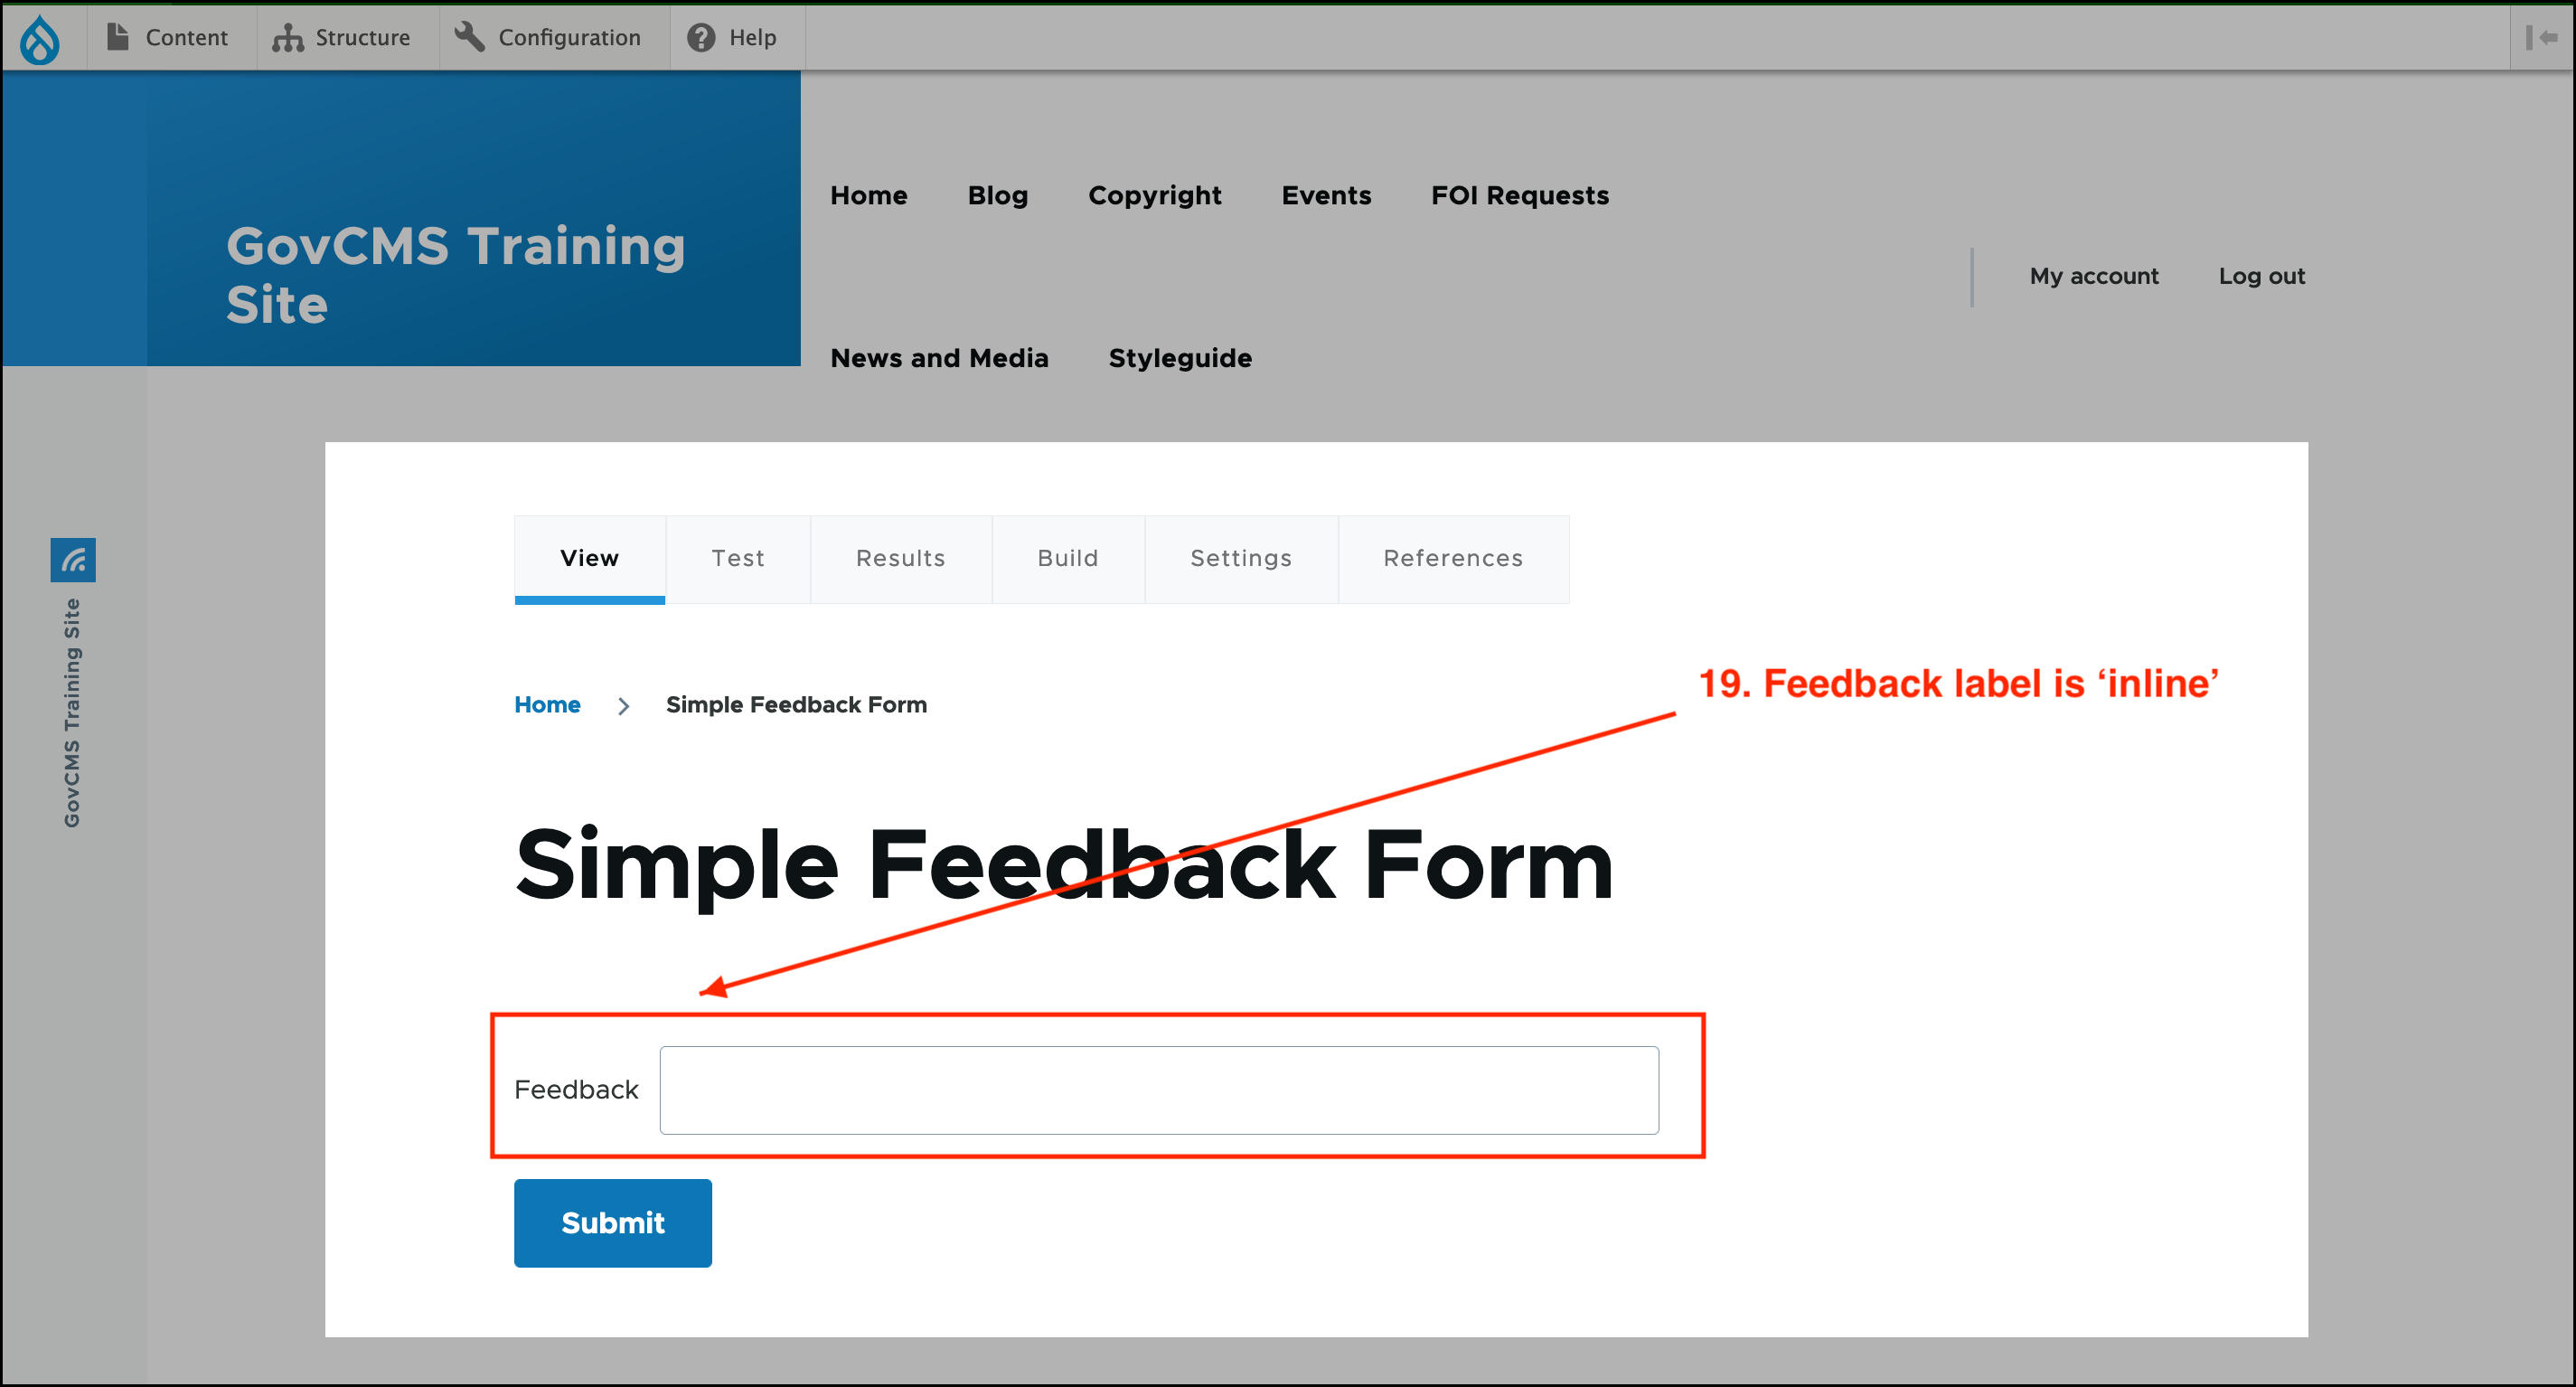 Content
Structure
Configuration
Help
GovCMS Training
Site
Home
Blog
Copyright
Events
FOI Requests
My account
Log out
News and Media
Styleguide
GovCMS Training Site
View
Test
Results
Build
Settings
References
19. Feedback label is ‘inline’
Home
Simple Feedback Form
Simple Feedback Form
Feedback
Submit